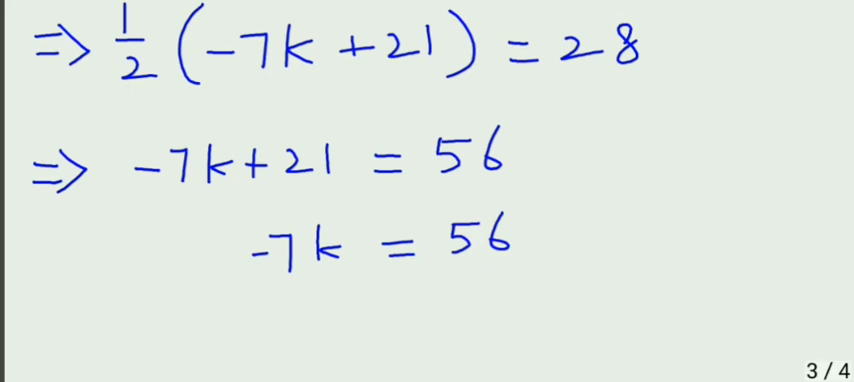 ⇒ 1/2 (-7k + 21) = 28
⇒ -7k + 21 = 56
-7k = 56
3 / 4